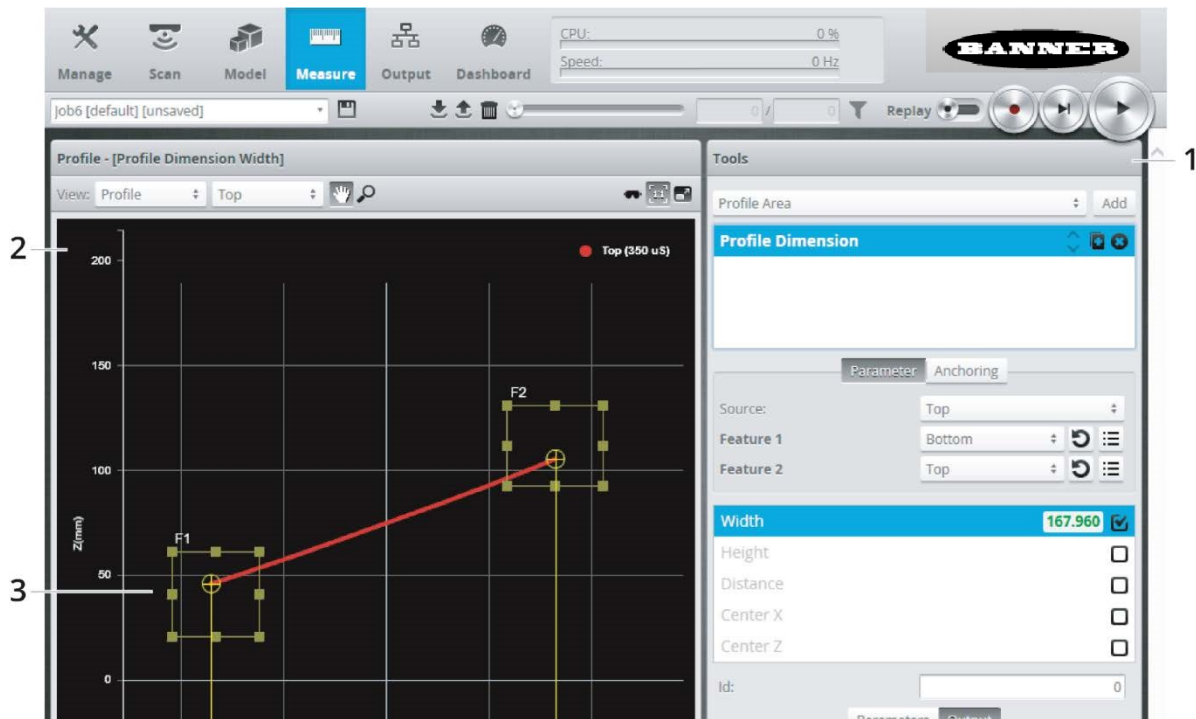 CPU: 0 %
Speed: 0 Hz
BANNER
Manage Scan Model Measure Output Dashboard
Job6 [default] [unsaved] 0 / 0 Replay
Profile - [Profile Dimension Width]
View: Profile Top
Top (350 uS)
200
150
100
50
0
Z(mm)
F2
F1
Tools
Profile Area Add
Profile Dimension
Parameter Anchoring
Source: Top
Feature 1 Bottom
Feature 2 Top
Width 167.960
Height
Distance
Center X
Center Z
Id: 0
Parameters Output
1
2
3